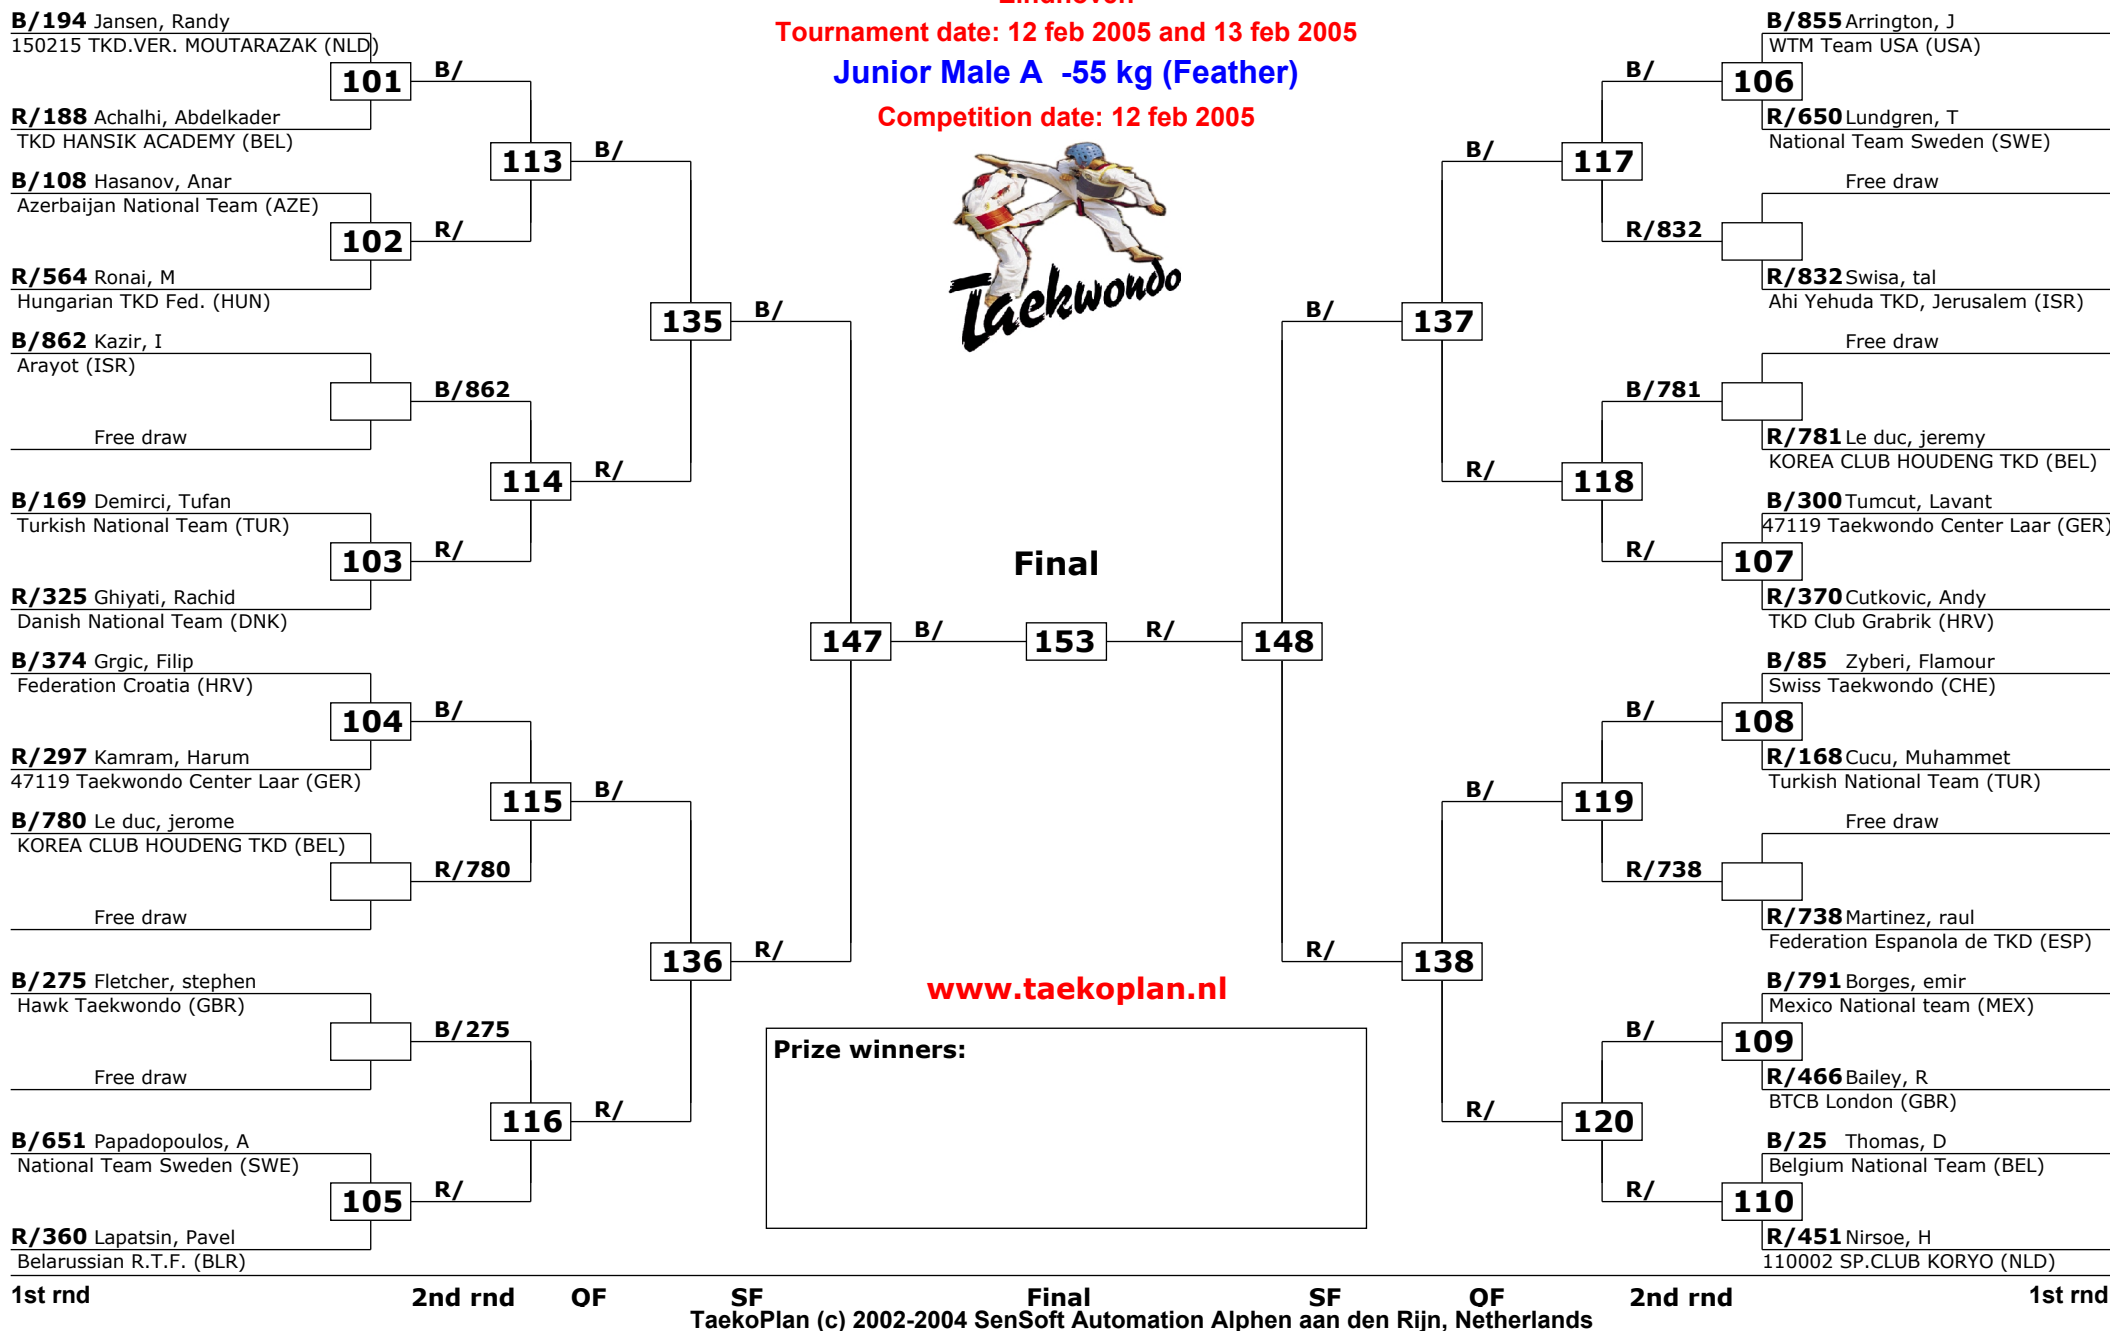 Eindhoven
Tournament date: 12 feb 2005 and 13 feb 2005
Junior Male A -55 kg (Feather)
Competition date: 12 feb 2005
Taekwondo
B/194 Jansen, Randy
150215 TKD.VER. MOUTARAZAK (NLD)
101
B/
R/188 Achalhi, Abdelkader
TKD HANSIK ACADEMY (BEL)
113
B/
B/108 Hasanov, Anar
Azerbaijan National Team (AZE)
102
R/
R/564 Ronai, M
Hungarian TKD Fed. (HUN)
135
B/
B/862 Kazir, I
Arayot (ISR)
B/862
Free draw
114
R/
B/169 Demirci, Tufan
Turkish National Team (TUR)
103
R/
R/325 Ghiyati, Rachid
Danish National Team (DNK)
147
B/
B/374 Grgic, Filip
Federation Croatia (HRV)
104
B/
R/297 Kamram, Harum
47119 Taekwondo Center Laar (GER)
115
B/
B/780 Le duc, jerome
KOREA CLUB HOUDENG TKD (BEL)
R/780
Free draw
136
R/
B/275 Fletcher, stephen
Hawk Taekwondo (GBR)
B/275
Free draw
116
R/
B/651 Papadopoulos, A
National Team Sweden (SWE)
105
R/
R/360 Lapatsin, Pavel
Belarussian R.T.F. (BLR)
Final
153
R/
148
www.taekoplan.nl
Prize winners:
B/855 Arrington, J
WTM Team USA (USA)
B/
106
R/650 Lundgren, T
National Team Sweden (SWE)
B/
117
Free draw
R/832
R/832 Swisa, tal
Ahi Yehuda TKD, Jerusalem (ISR)
B/
137
Free draw
B/781
R/781 Le duc, jeremy
KOREA CLUB HOUDENG TKD (BEL)
R/
118
B/300 Tumcut, Lavant
47119 Taekwondo Center Laar (GER)
R/
107
R/370 Cutkovic, Andy
TKD Club Grabrik (HRV)
B/85 Zyberi, Flamour
Swiss Taekwondo (CHE)
B/
108
R/168 Cucu, Muhammet
Turkish National Team (TUR)
B/
119
Free draw
R/738
R/738 Martinez, raul
Federation Espanola de TKD (ESP)
R/
138
B/791 Borges, emir
Mexico National team (MEX)
B/
109
R/466 Bailey, R
BTCB London (GBR)
R/
120
B/25 Thomas, D
Belgium National Team (BEL)
R/
110
R/451 Nirsoe, H
110002 SP.CLUB KORYO (NLD)
1st rnd 2nd rnd QF SF Final SF QF 2nd rnd 1st rnd
TaekoPlan (c) 2002-2004 SenSoft Automation Alphen aan den Rijn, Netherlands